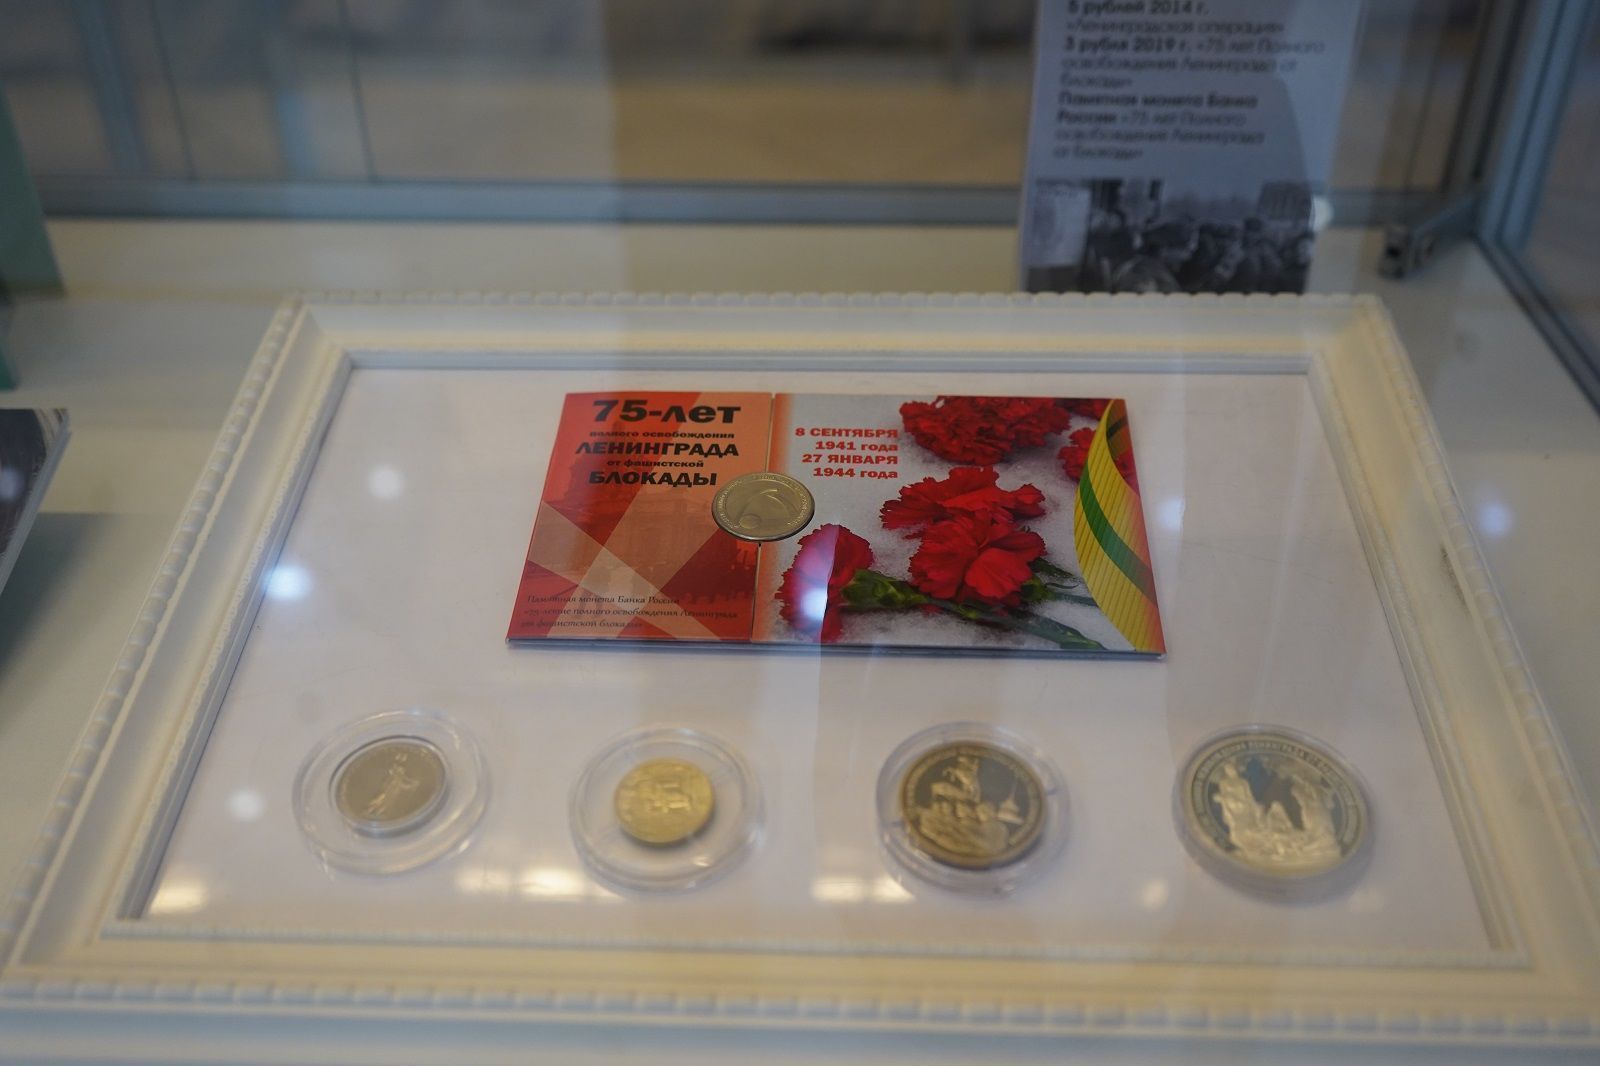 5 рублей 2014 г.
«Ленинградская операция»
3 рубля 2019 г. «75 лет Полного
освобождения Ленинграда от
блокады»
Памятная монета Банка
России «75 лет Полного
освобождения Ленинграда
от блокады»
75-лет
полного освобождения
ЛЕНИНГРАДА
от фашистской
БЛОКАДЫ
8 СЕНТЯБРЯ
1941 года
27 ЯНВАРЯ
1944 года
Памятная монета Банка России
«75-летие полного освобождения Ленинграда
от фашистской блокады»